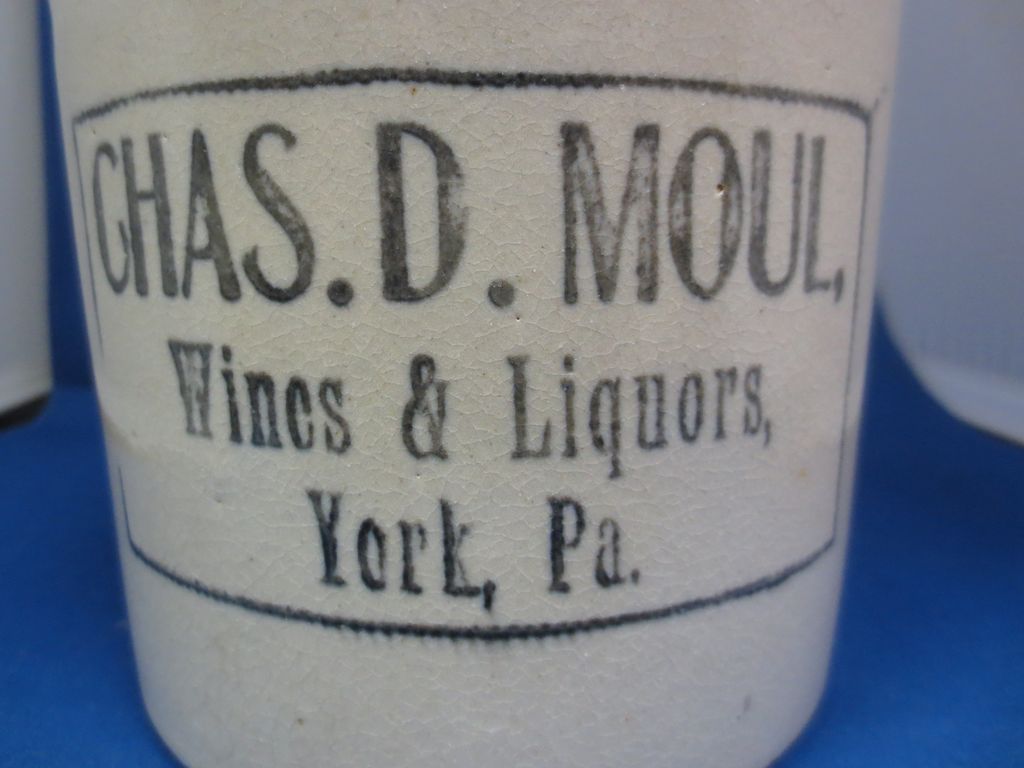 CHAS. D. MOUL,
Wines & Liquors,
York, Pa.